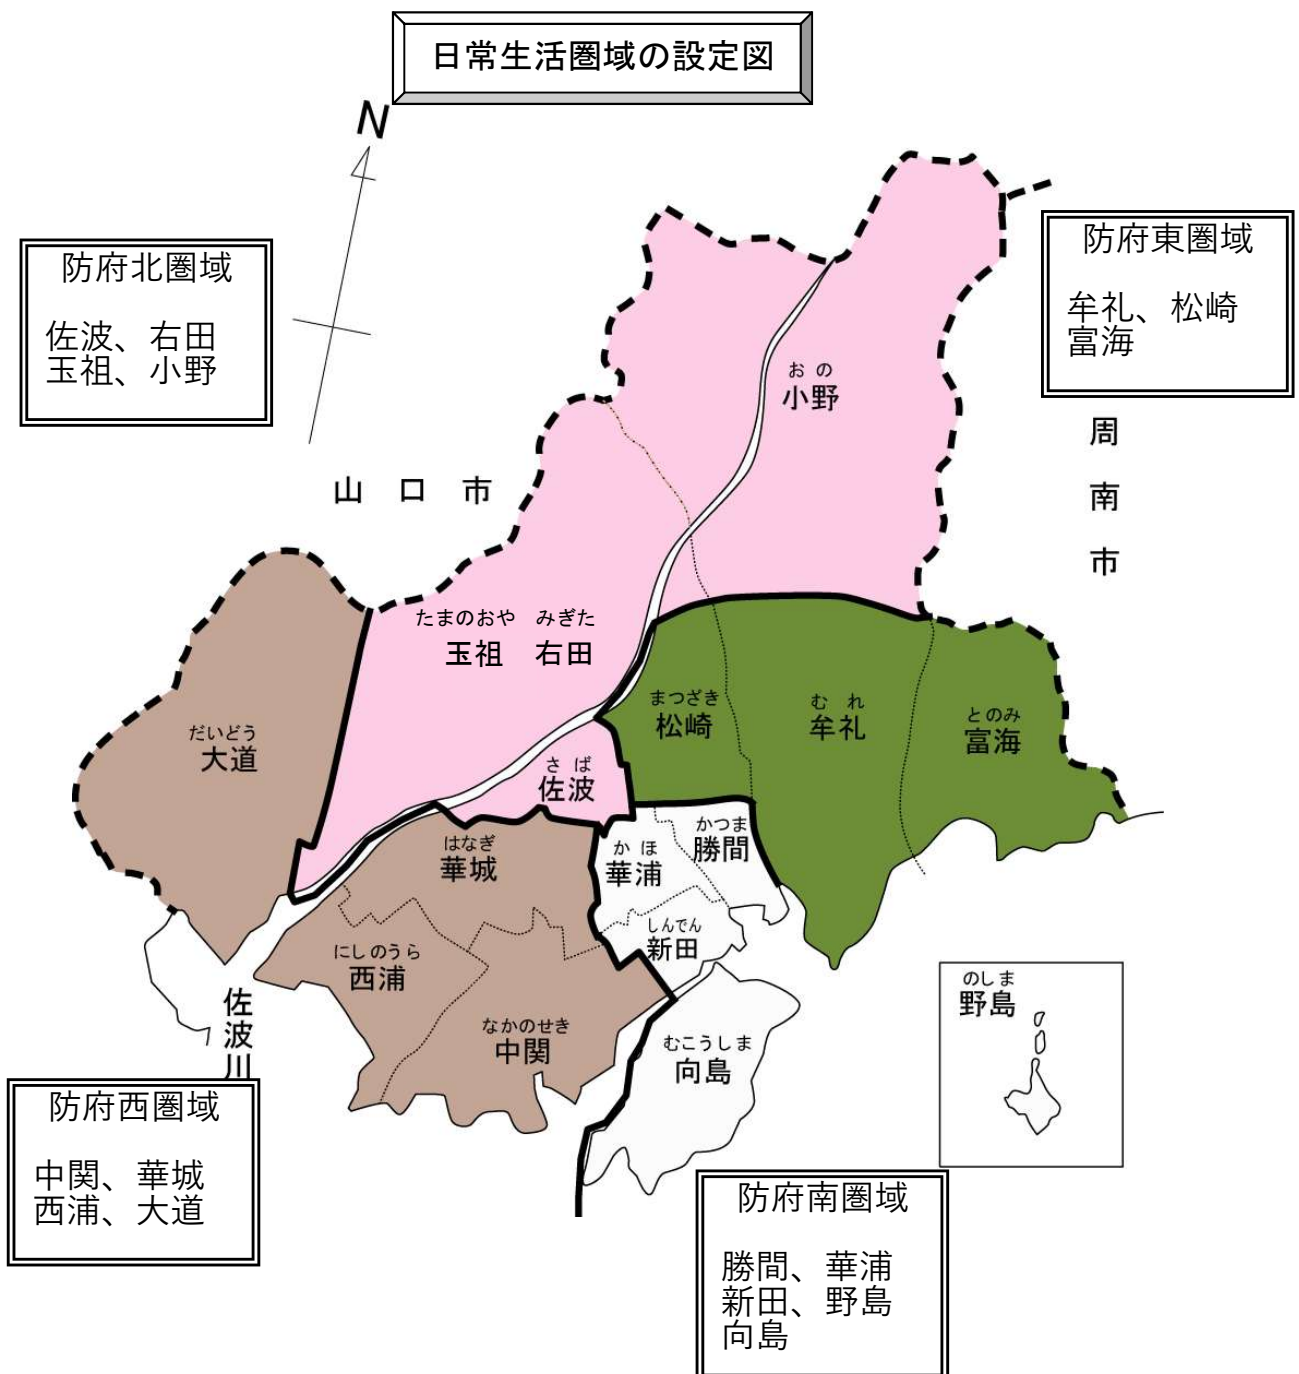 日常生活圏域の設定図
N
防府北圏域
佐波、右田
玉祖、小野
防府東圏域
牟礼、松崎
富海
おの
小野
周南市
山口市
たまのおや みぎた
玉祖 右田
まつざき
松崎
むれ
牟礼
とのみ
富海
だいどう
大道
さば
佐波
はなぎ
華城
かほ
華浦
かつま
勝間
しんでん
新田
にしのうら
西浦
なかのせき
中関
むこうしま
向島
のしま
野島
佐波川
防府西圏域
中関、華城
西浦、大道
防府南圏域
勝間、華浦
新田、野島
向島